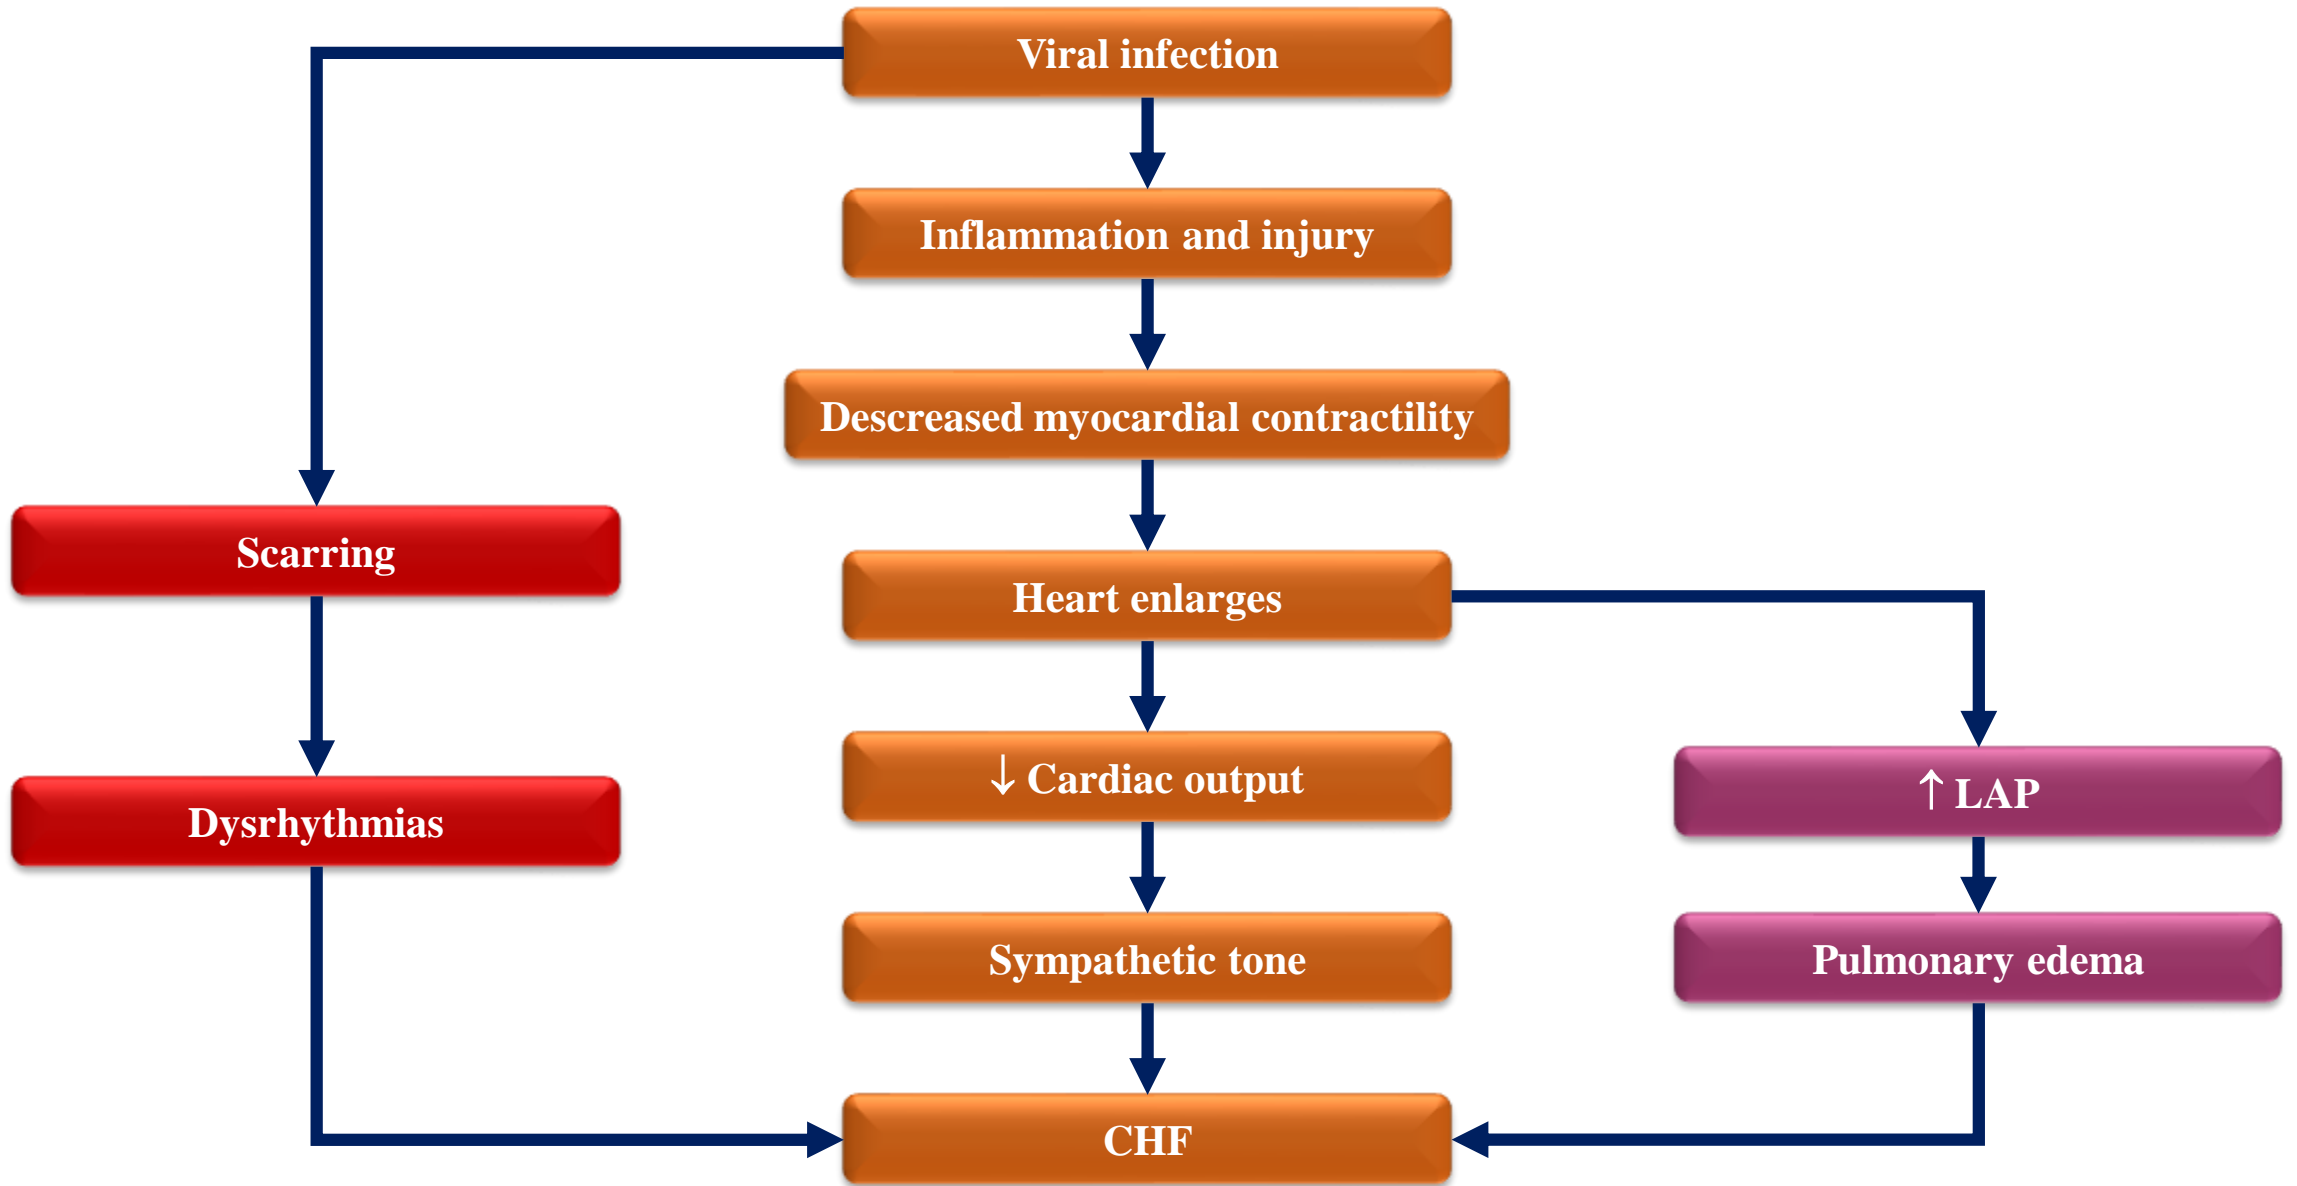 Viral infection
Inflammation and injury
Descreased myocardial contractility
Scarring
Heart enlarges
↓ Cardiac output
↑ LAP
Dysrhythmias
Sympathetic tone
Pulmonary edema
CHF